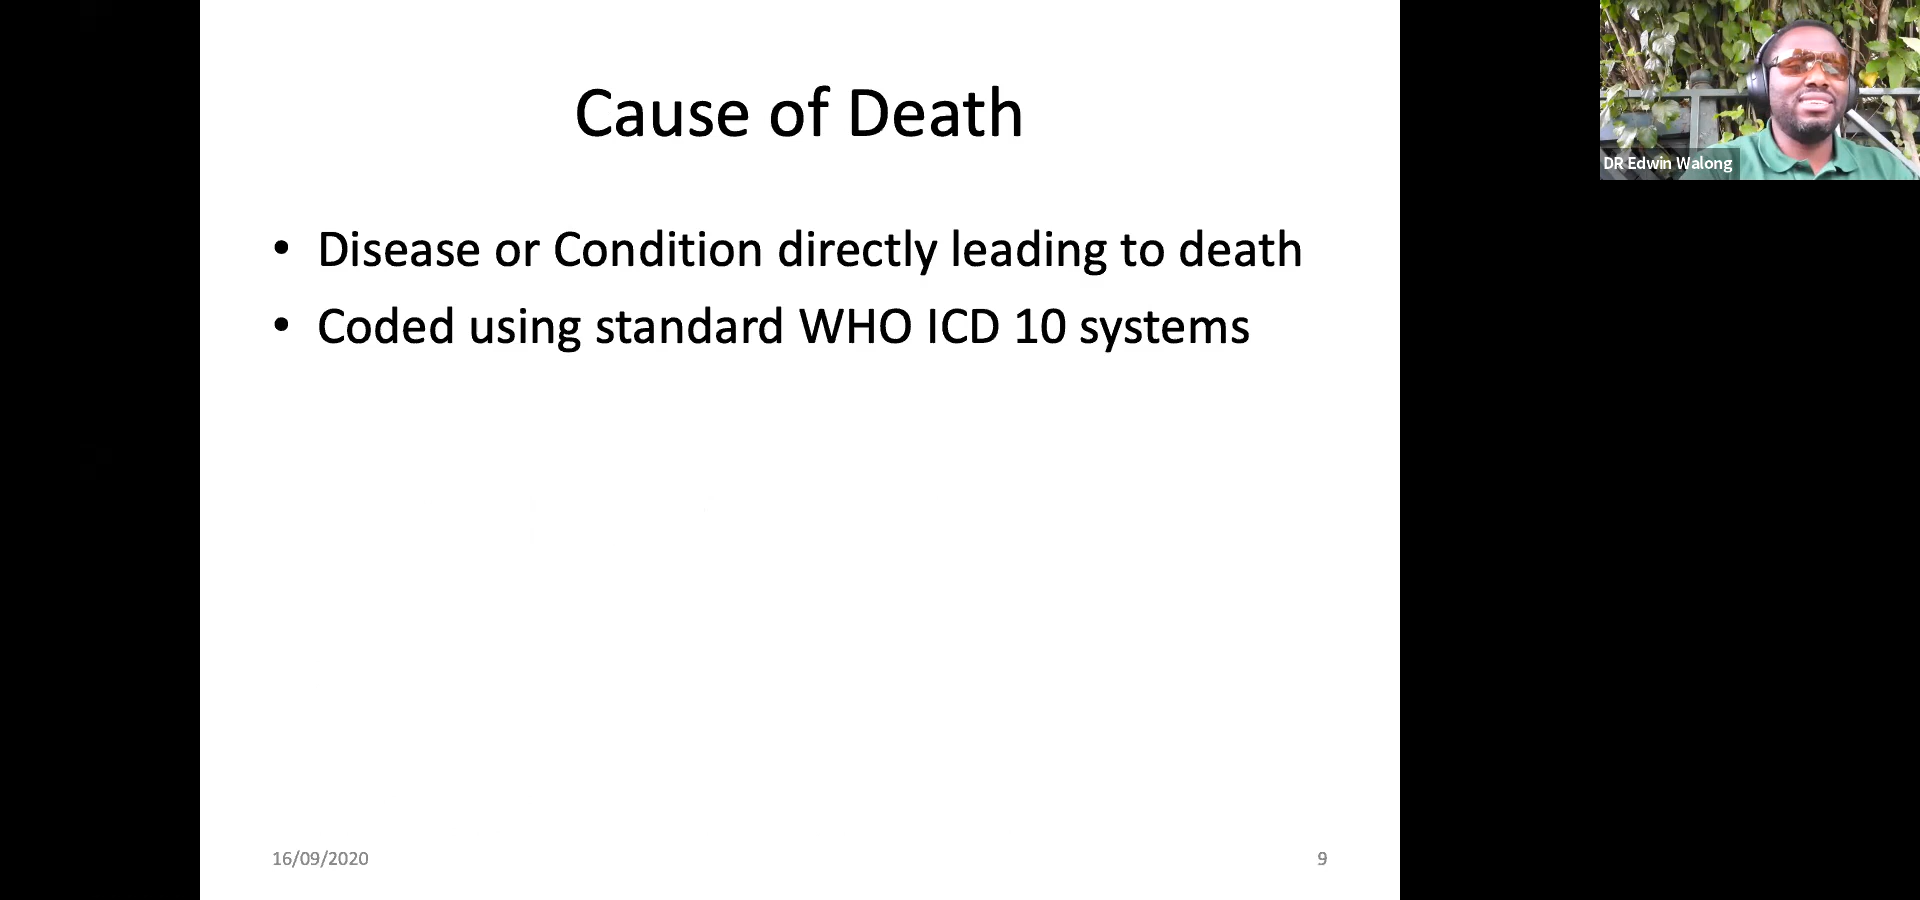 Cause of Death
DR Edwin Walong
• Disease or Condition directly leading to death
• Coded using standard WHO ICD 10 systems
16/09/2020
9